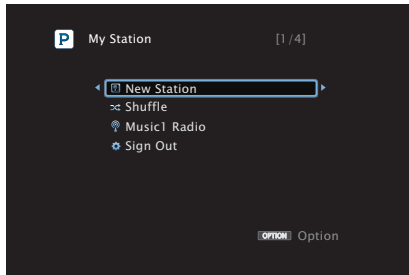 P My Station [1/4]
New Station
Shuffle
Music1 Radio
Sign Out
OPTION Option